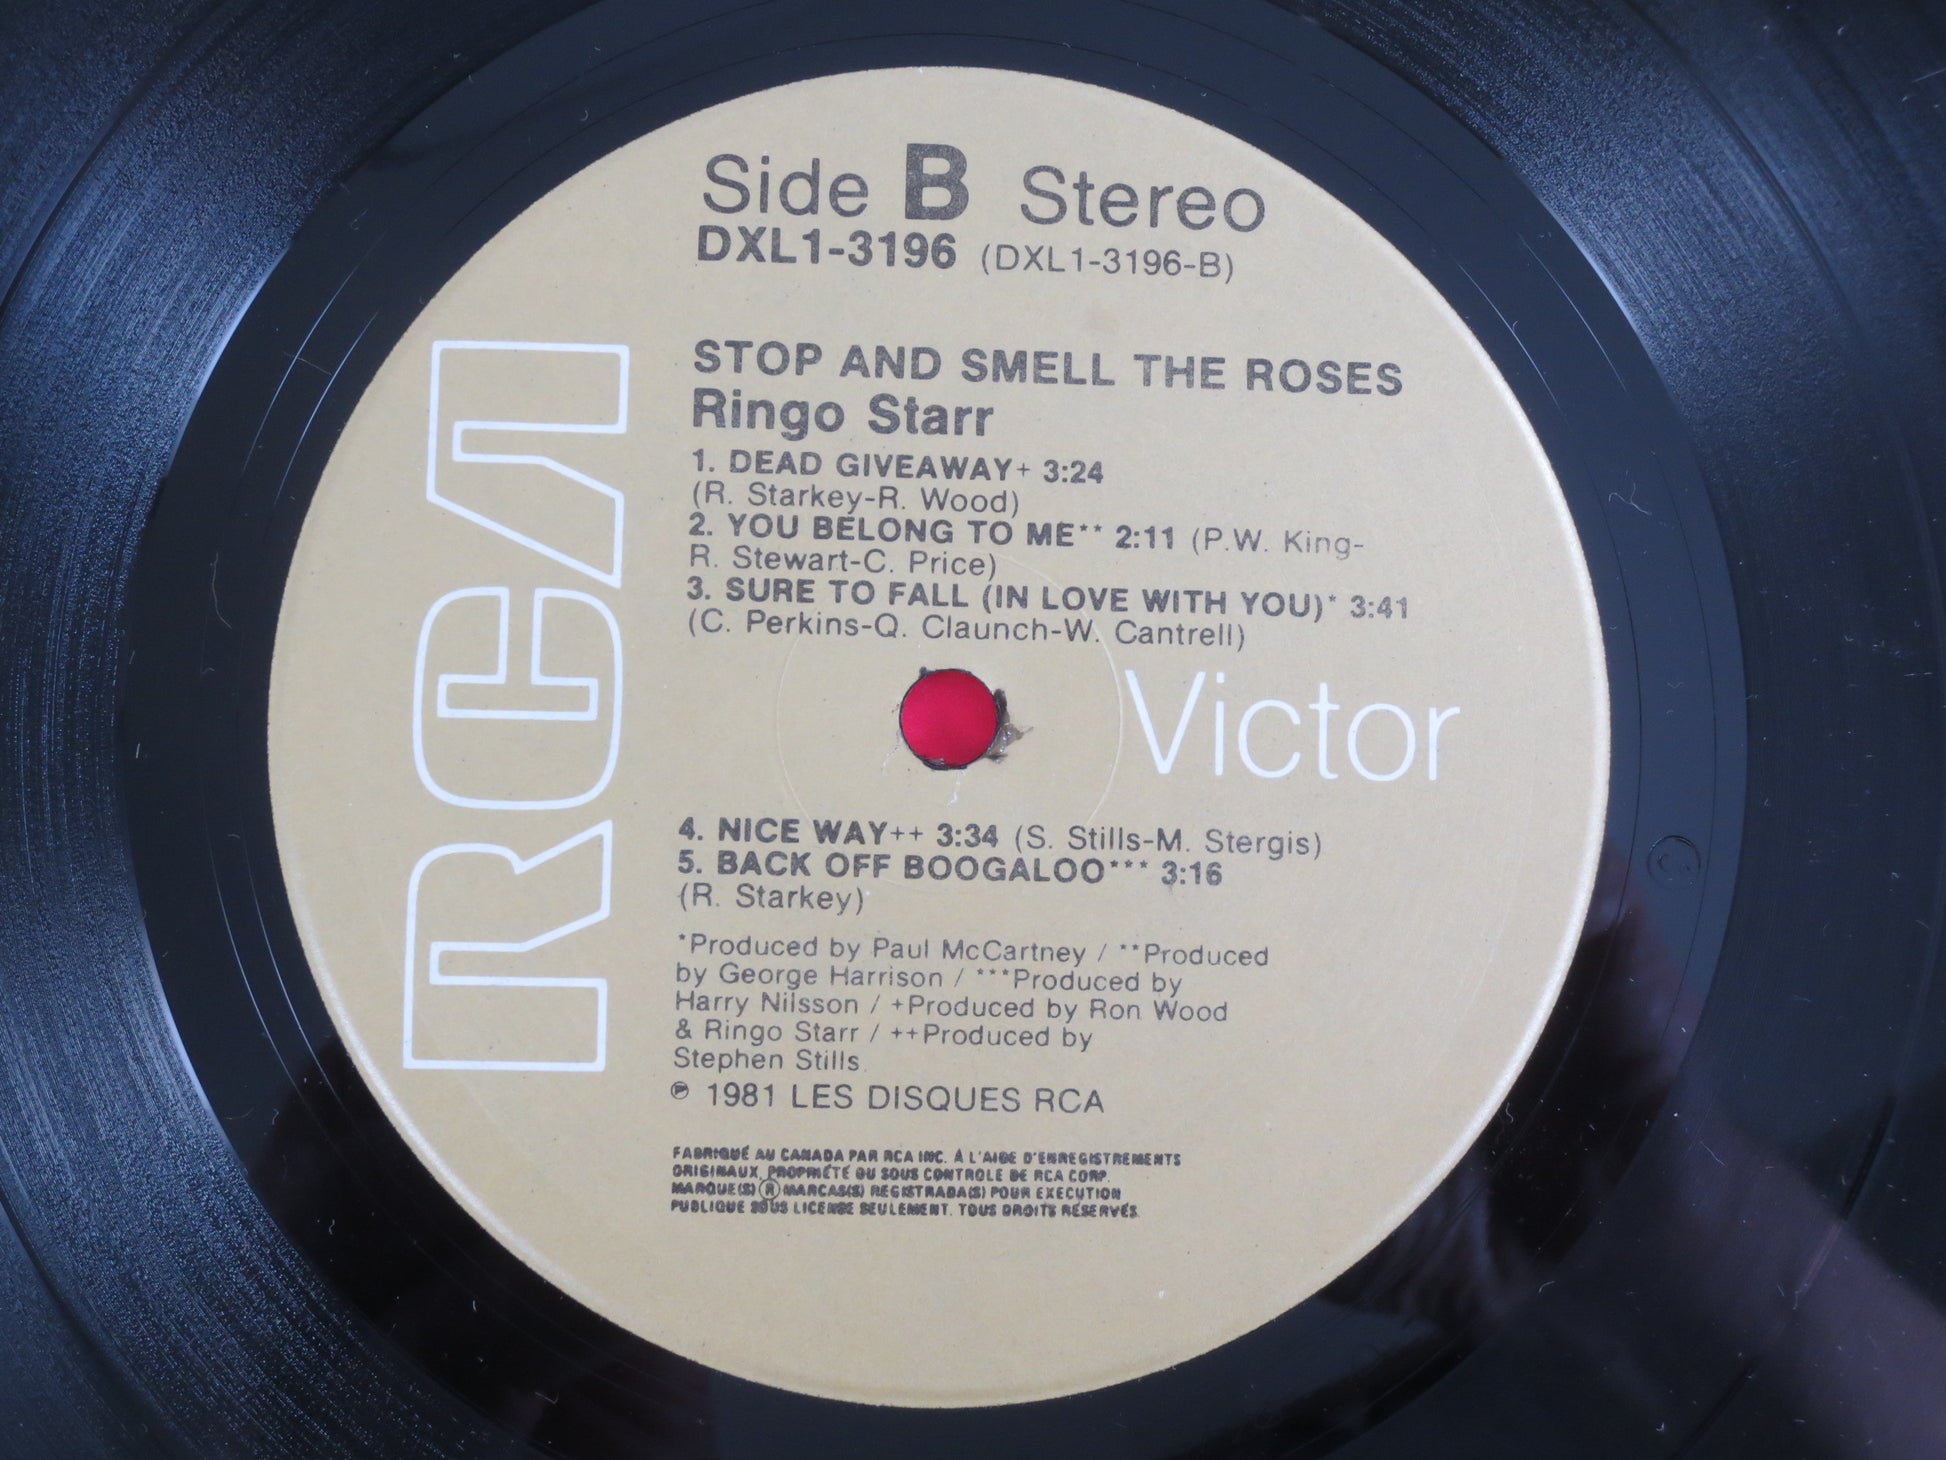 Side B Stereo
DXL1-3196 (DXL1-3196-B)
STOP AND SMELL THE ROSES
Ringo Starr
1. DEAD GIVEAWAY+ 3:24
(R. Starkey-R. Wood)
2. YOU BELONG TO ME** 2:11 (P.W. King-
R. Stewart-C. Price)
3. SURE TO FALL (IN LOVE WITH YOU)* 3:41
(C. Perkins-Q. Claunch-W. Cantrell)
RCA
Victor
4. NICE WAY++ 3:34 (S. Stills-M. Stergis)
5. BACK OFF BOOGALOO*** 3:16
(R. Starkey)
*Produced by Paul McCartney / **Produced
by George Harrison / ***Produced by
Harry Nilsson / +Produced by Ron Wood
& Ringo Starr / ++Produced by
Stephen Stills
℗ 1981 LES DISQUES RCA
FABRIQUÉ AU CANADA PAR RCA INC. À L'AIDE D'ENREGISTREMENTS
ORIGINAUX, PROPRIÉTÉ OU SOUS CONTROLE DE RCA CORP.
MARQUE(S) ® MARCAS(S) REGISTRADA(S) POUR EXECUTION
PUBLIQUE SOUS LICENSE SEULEMENT. TOUS DROITS RÉSERVÉS